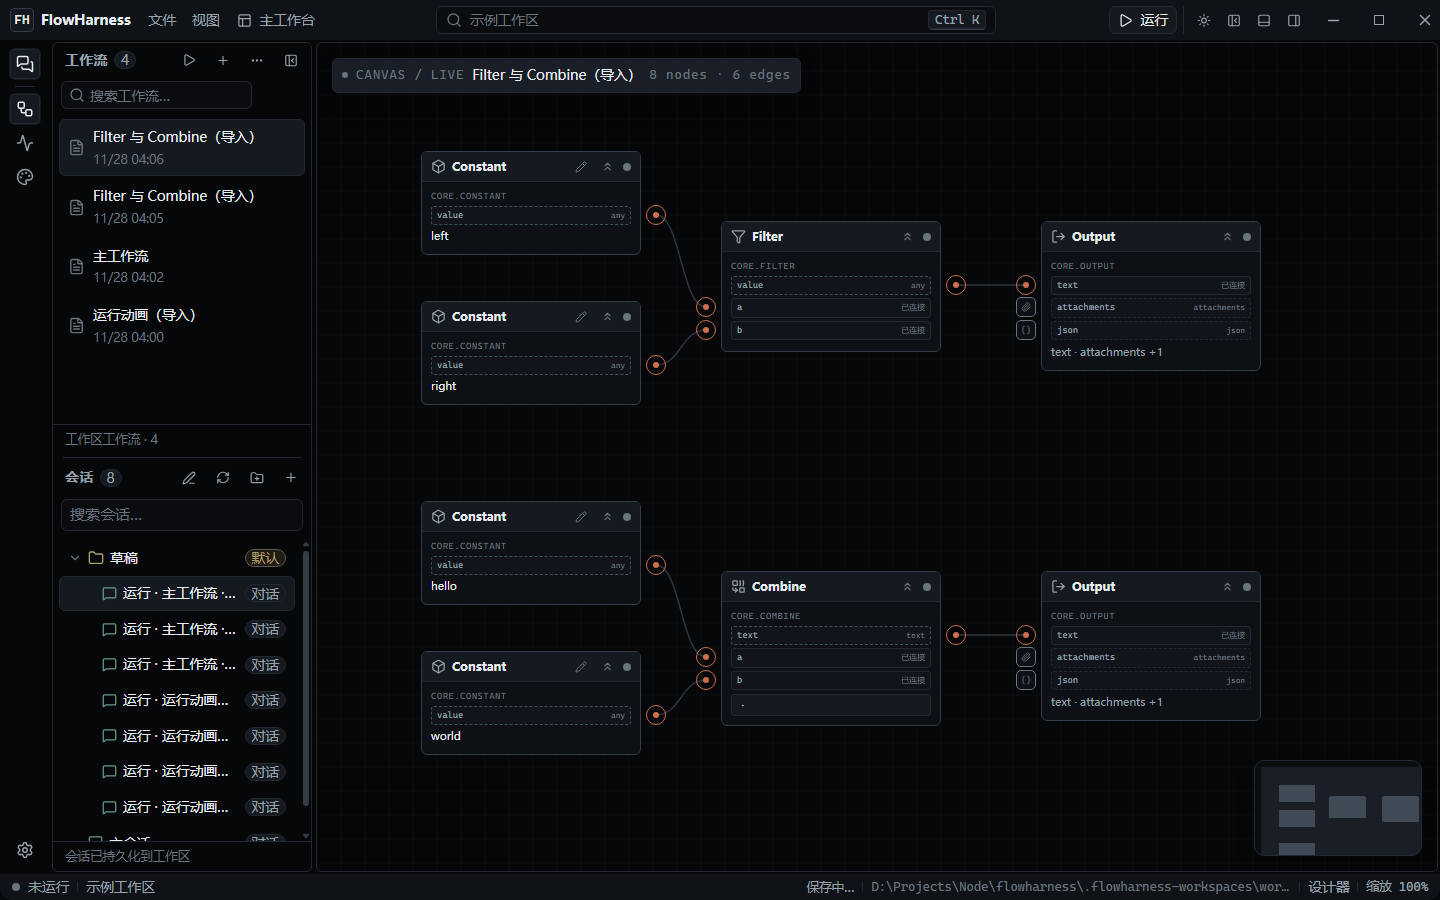 FH FlowHarness 文件 视图 主工作台 示例工作区 Ctrl K 运行
工作流 4
搜索工作流...
Filter 与 Combine（导入）
11/28 04:06
Filter 与 Combine（导入）
11/28 04:05
主工作流
11/28 04:02
运行动画（导入）
11/28 04:00
工作区工作流 · 4
会话 8
搜索会话...
草稿 默认
运行 · 主工作流 ·... 对话
运行 · 主工作流 ·... 对话
运行 · 主工作流 ·... 对话
运行 · 运行动画... 对话
运行 · 运行动画... 对话
运行 · 运行动画... 对话
运行 · 运行动画... 对话
会话已持久化到工作区
CANVAS / LIVE Filter 与 Combine（导入） 8 nodes · 6 edges
Constant
CORE.CONSTANT
value any
left
Constant
CORE.CONSTANT
value any
right
Filter
CORE.FILTER
value any
a 已连接
b 已连接
Output
CORE.OUTPUT
text 已连接
attachments attachments
json json
text · attachments +1
Constant
CORE.CONSTANT
value any
hello
Constant
CORE.CONSTANT
value any
world
Combine
CORE.COMBINE
text text
a 已连接
b 已连接
Output
CORE.OUTPUT
text 已连接
attachments attachments
json json
text · attachments +1
未运行 示例工作区 保存中... D:\Projects\Node\flowharness\.flowharness-workspaces\wor... 设计器 缩放 100%